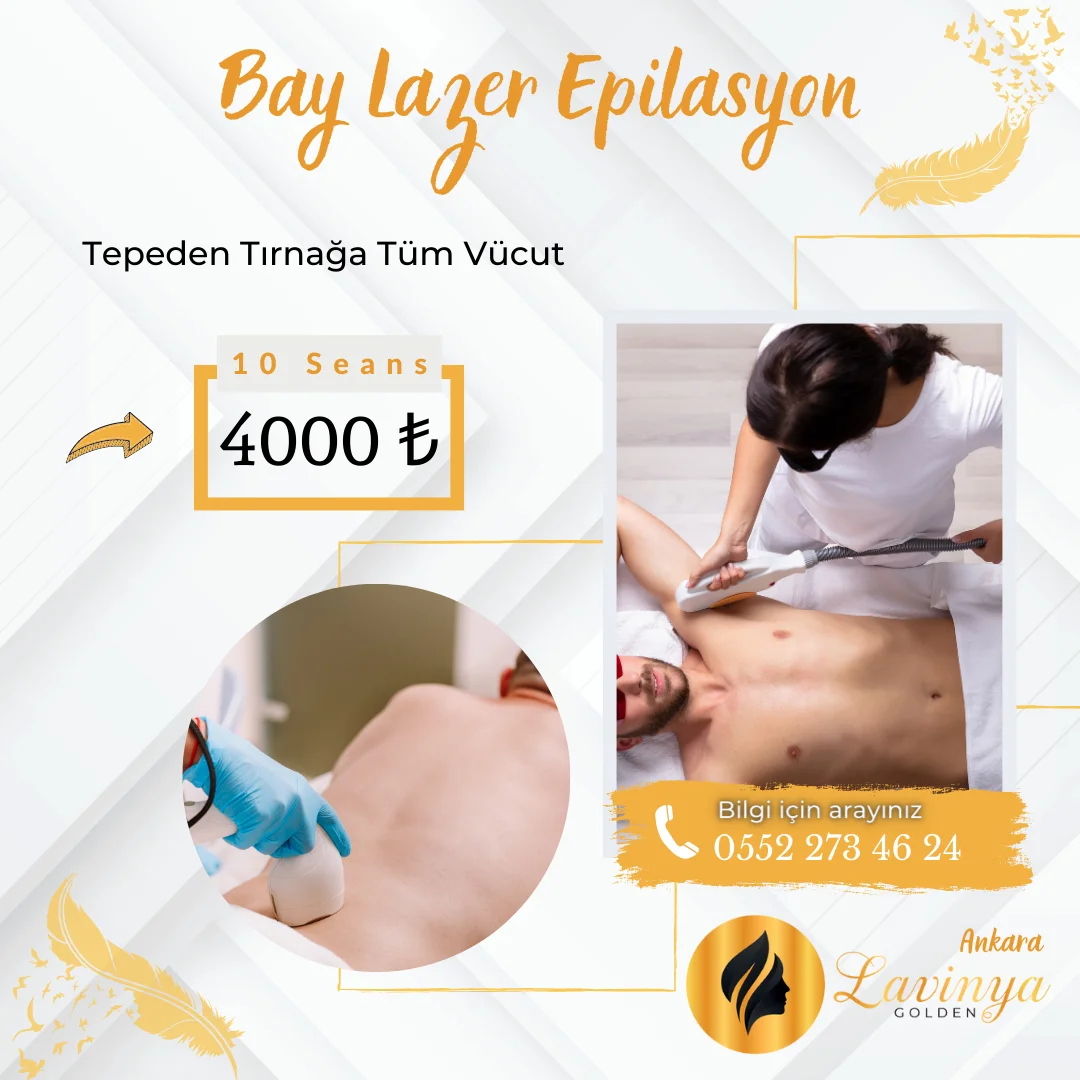 Bay Lazer Epilasyon
Tepeden Tırnağa Tüm Vücut
10 Seans
4000 ₺
Bilgi için arayınız
0552 273 46 24
Ankara
Lavinya
GOLDEN